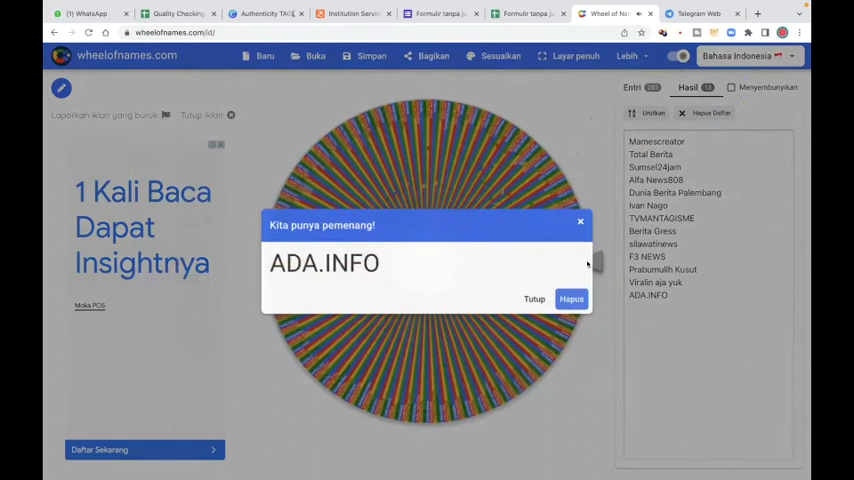 WhatsApp
Quality Checking
Authenticity TACL
Institution Servic
Formulir tanpa ju
Formulir tanpa ju
Wheel of Nam
Telegram Web
wheelofnames.com/id/
wheelofnames.com
Baru
Buka
Simpan
Bagikan
Sesuaikan
Layar penuh
Lebih
Bahasa Indonesia
Entri 283
Hasil
Menyembunyikan
Laporkan iklan yang buruk
Tutup iklan
Urutkan
Hapus Daftar
1 Kali Baca
Dapat
Insightnya
Moka POS
Daftar Sekarang
Kita punya pemenang!
ADA.INFO
Tutup
Hapus
Mamescreator
Total Berita
Sumsel24jam
Alfa News808
Dunia Berita Palembang
Ivan Nago
TVMANTAGISME
Berita Gress
silawatinews
F3 NEWS
Prabumulih Kusut
Viralin aja yuk
ADA.INFO